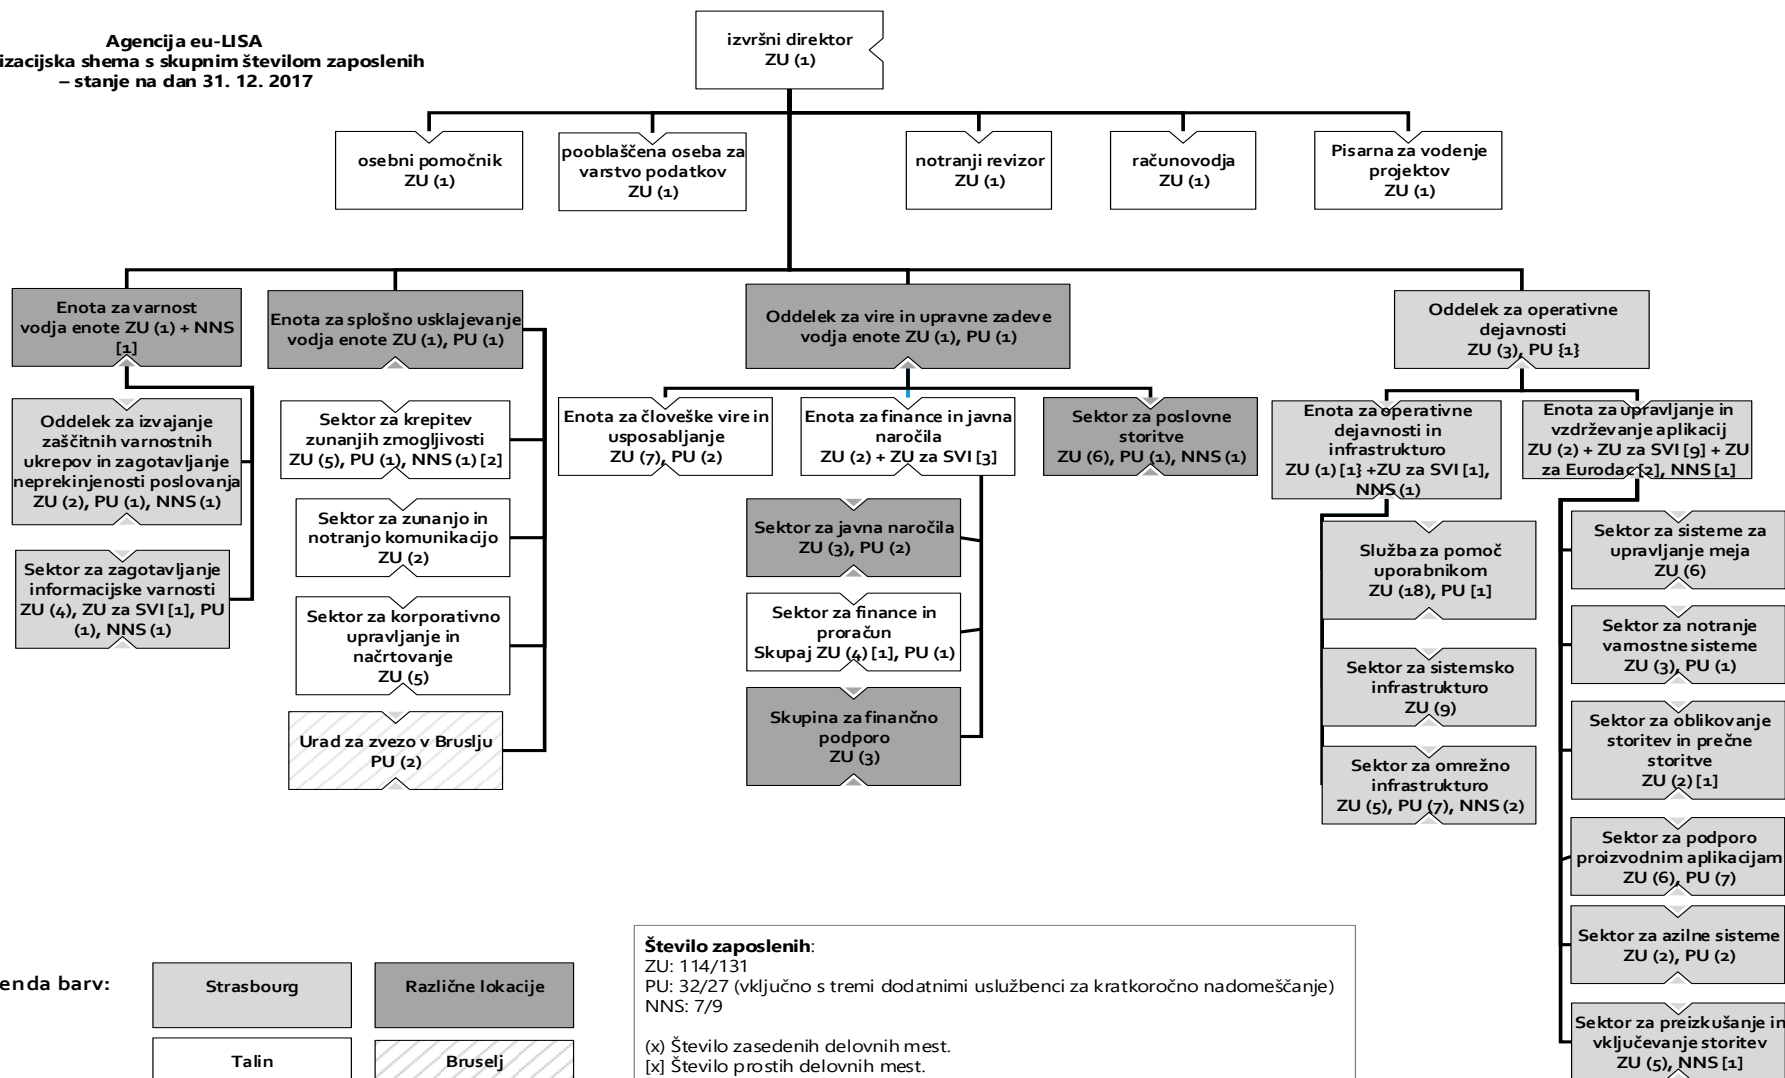 Agencija eu-LISA
izacijska shema s skupnim številom zaposlenih
– stanje na dan 31. 12. 2017
izvršni direktor
ZU (1)
osebni pomočnik
ZU (1)
pooblaščena oseba za
varstvo podatkov
ZU (1)
notranji revizor
ZU (1)
računovodja
ZU (1)
Pisarna za vodenje
projektov
ZU (1)
Enota za varnost
vodja enote ZU (1) + NNS
[1]
Oddelek za izvajanje
zaščitnih varnostnih
ukrepov in zagotavljanje
neprekinjenosti poslovanja
ZU (2), PU (1), NNS (1)
Sektor za zagotavljanje
informacijske varnosti
ZU (4), ZU za SVI [1], PU
(1), NNS (1)
Enota za splošno usklajevanje
vodja enote ZU (1), PU (1)
Sektor za krepitev
zunanjih zmogljivosti
ZU (5), PU (1), NNS (1) [2]
Sektor za zunanjo in
notranjo komunikacijo
ZU (2)
Sektor za korporativno
upravljanje in
načrtovanje
ZU (5)
Urad za zvezo v Bruslju
PU (2)
Oddelek za vire in upravne zadeve
vodja enote ZU (1), PU (1)
Enota za človeške vire in
usposabljanje
ZU (7), PU (2)
Enota za finance in javna
naročila
ZU (2) + ZU za SVI [3]
Sektor za poslovne
storitve
ZU (6), PU (1), NNS (1)
Sektor za javna naročila
ZU (3), PU (2)
Sektor za finance in
proračun
Skupaj ZU (4) [1], PU (1)
Skupina za finančno
podporo
ZU (3)
Oddelek za operativne
dejavnosti
ZU (3), PU {1}
Enota za operativne
dejavnosti in
infrastrukturo
ZU (1) [1} +ZU za SVI [1],
NNS (1)
Služba za pomoč
uporabnikom
ZU (18), PU [1]
Sektor za sistemsko
infrastrukturo
ZU (9)
Sektor za omrežno
infrastrukturo
ZU (5), PU (7), NNS (2)
Enota za upravljanje in
vzdrževanje aplikacij
ZU (2) + ZU za SVI [9] + ZU
za Eurodac [2], NNS [1]
Sektor za sisteme za
upravljanje meja
ZU (6)
Sektor za notranje
varnostne sisteme
ZU (3), PU (1)
Sektor za oblikovanje
storitev in prečne
storitve
ZU (2) [1]
Sektor za podporo
proizvodnim aplikacijam
ZU (6), PU (7)
Sektor za azilne sisteme
ZU (2), PU (2)
Sektor za preizkušanje in
vključevanje storitev
ZU (5), NNS [1]
enda barv:
Strasbourg
Različne lokacije
Talin
Bruselj
Število zaposlenih:
ZU: 114/131
PU: 32/27 (vključno s tremi dodatnimi uslužbenci za kratkoročno nadomeščanje)
NNS: 7/9
(x) Število zasedenih delovnih mest.
[x] Število prostih delovnih mest.